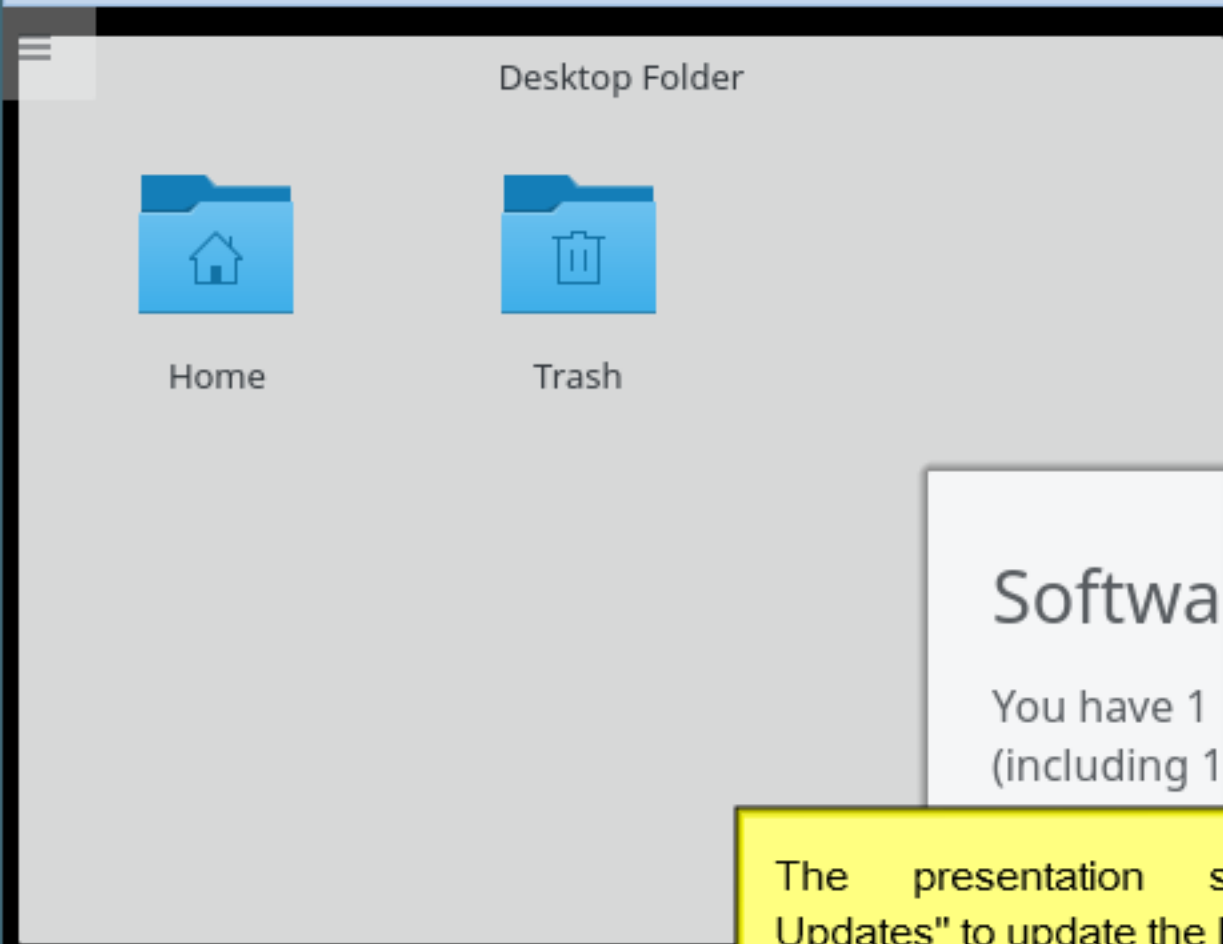 Desktop Folder
Home
Trash
Softwa
You have 1
(including 1
The presentation s
Updates" to update the